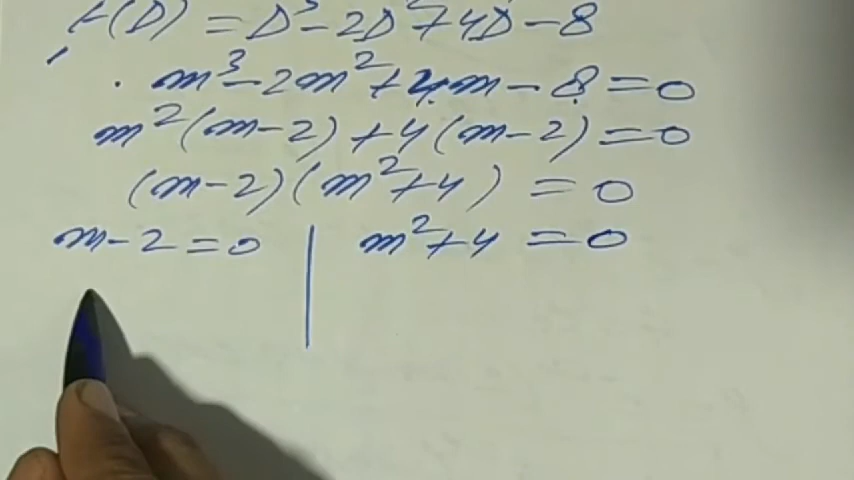 f(D) = D³ - 2D² + 4D - 8
m³ - 2m² + 4m - 8 = 0
m²(m-2) + 4(m-2) = 0
(m-2)(m²+4) = 0
m-2 = 0 | m²+4 = 0